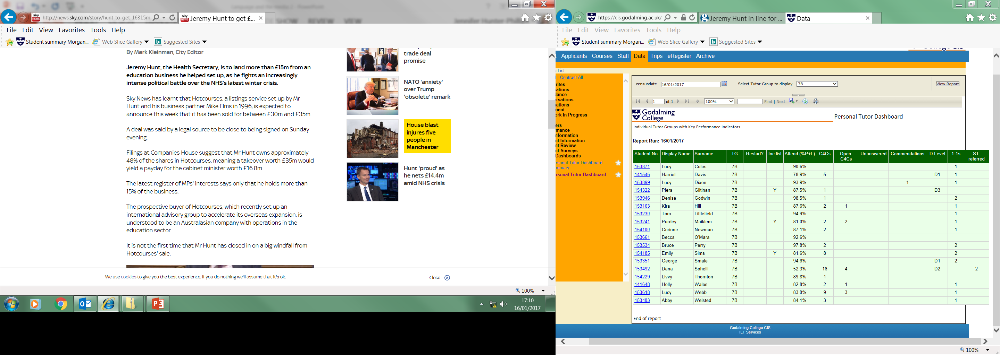 http://news.sky.com/story/hunt-to-get-16315m
Jeremy Hunt to get £...
File Edit View Favorites Tools Help
Student summary Morgan... Web Slice Gallery Suggested Sites
By Mark Kleinman, City Editor
Jeremy Hunt, the Health Secretary, is to land more than £15m from an
education business he helped set up, as he fights an increasingly
intense political battle over the NHS's latest winter crisis.
Sky News has learnt that Hotcourses, a listings service set up by Mr
Hunt and his business partner Mike Elms in 1996, is expected to
announce this week that it has been sold for between £30m and £35m.
A deal was said by a legal source to be close to being signed on Sunday
evening.
Filings at Companies House suggest that Mr Hunt owns approximately
48% of the shares in Hotcourses, meaning a takeover worth £35m would
yield a payday for the cabinet minister worth £16.8m.
The latest register of MPs' interests says only that he holds more than
15% of the business.
The prospective buyer of Hotcourses, which recently set up an
international advisory group to accelerate its overseas expansion, is
understood to be an Australasian company with operations in the
education sector.
It is not the first time that Mr Hunt has closed in on a big windfall from
Hotcourses' sale.
trade deal
promise
NATO 'anxiety'
over Trump
'obsolete' remark
House blast
injures five
people in
Manchester
Hunt 'proud' as
he nets £14.4m
amid NHS crisis
We use cookies to give you the best experience. If you do nothing we'll assume that it's ok.
Close
100%
17:10
16/01/2017
https://cis.godalming.ac.uk/
Jeremy Hunt in line for ...
Data
File Edit View Favorites Tools Help
Student summary Morgan... Web Slice Gallery Suggested Sites
Applicants Courses Staff Data Trips eRegister Archive
List
| Contract All
rites
cations
dance
ersations
nations
ment
ork in Progress
ers
rmance
nformation
nt Information
nt Review
nt Surveys
Dashboards
rsonal Tutor Dashboard
mmary
rsonal Tutor Dashboard
censusdate 16/01/2017 Select Tutor Group to display 7B View Report
1 of 1 100% Find | Next
Godalming
College
Personal Tutor Dashboard
Individual Tutor Groups with Key Performance Indicators
Report Run: 16/01/2017
Student No. Display Name Surname TG Restart? Inc list Attend (%P+L) C4Cs Open C4Cs Unanswered Commendations D Level 1-1s ST referred
153871 Lucy Coles 7B 90.6% 1
141546 Harriet Davis 7B 78.9% 5 D1 1
153899 Lucy Dixon 7B 93.9% 1 1
154322 Piers Giltinan 7B Y 87.5% 1 D3
153946 Denise Godwin 7B 98.5% 1 2
153163 Kira Hill 7B 87.6% 2 1 1
153230 Tom Littlefield 7B 94.9% 1
153241 Purdey Maiklem 7B Y 81.0% 2 2 1
154100 Corinne Newman 7B 87.1% 2 1
153661 Becca O'Mara 7B 92.6%
153534 Bruce Perry 7B 97.8% 2 2
154185 Emily Sims 7B Y 81.6% 8 2
153351 George Smale 7B 94.6% D1 2
153492 Dana Soheili 7B 52.3% 16 4 D2 2
154229 Livvy Thornton 7B 89.8% 1
141648 Holly Wales 7B 82.8% 2 1 1
153618 Lucy Webb 7B 83.0% 9 3 1
153403 Abby Welsted 7B 84.1% 3 1
End of report
Godalming College CIS
ILT Services
100%